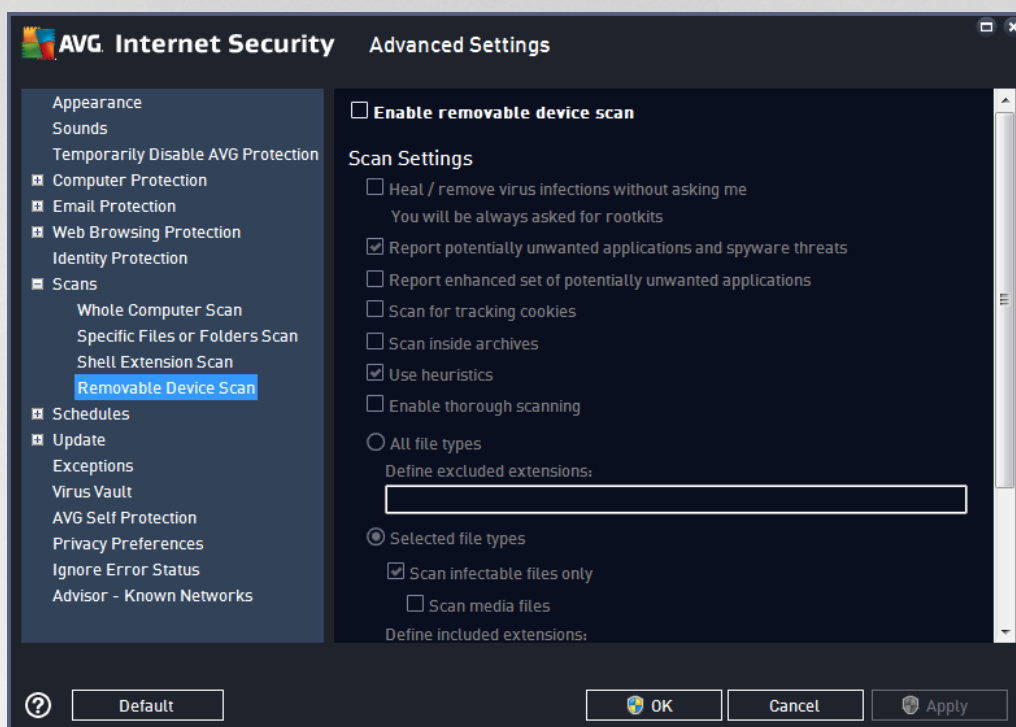 AVG. Internet Security Advanced Settings
Appearance
Sounds
Temporarily Disable AVG Protection
Computer Protection
Email Protection
Web Browsing Protection
Identity Protection
Scans
Whole Computer Scan
Specific Files or Folders Scan
Shell Extension Scan
Removable Device Scan
Schedules
Update
Exceptions
Virus Vault
AVG Self Protection
Privacy Preferences
Ignore Error Status
Advisor - Known Networks
Enable removable device scan
Scan Settings
Heal / remove virus infections without asking me
You will be always asked for rootkits
Report potentially unwanted applications and spyware threats
Report enhanced set of potentially unwanted applications
Scan for tracking cookies
Scan inside archives
Use heuristics
Enable thorough scanning
All file types
Define excluded extensions:
Selected file types
Scan infectable files only
Scan media files
Define included extensions:
? Default OK Cancel Apply